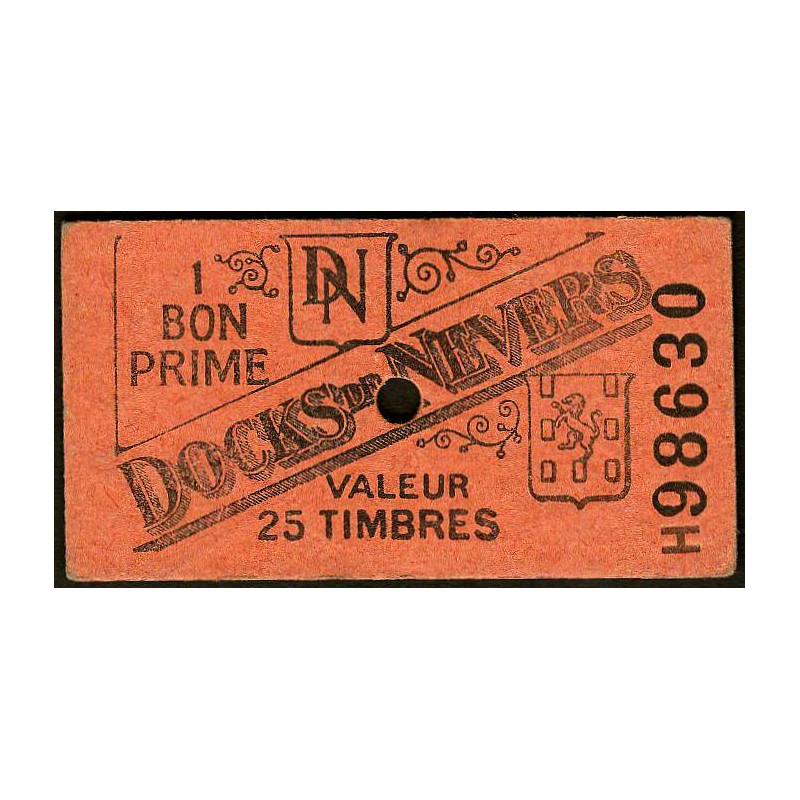 1
BON
PRIME
DN
DOCKS DE NEVERS
VALEUR
25 TIMBRES
H98630